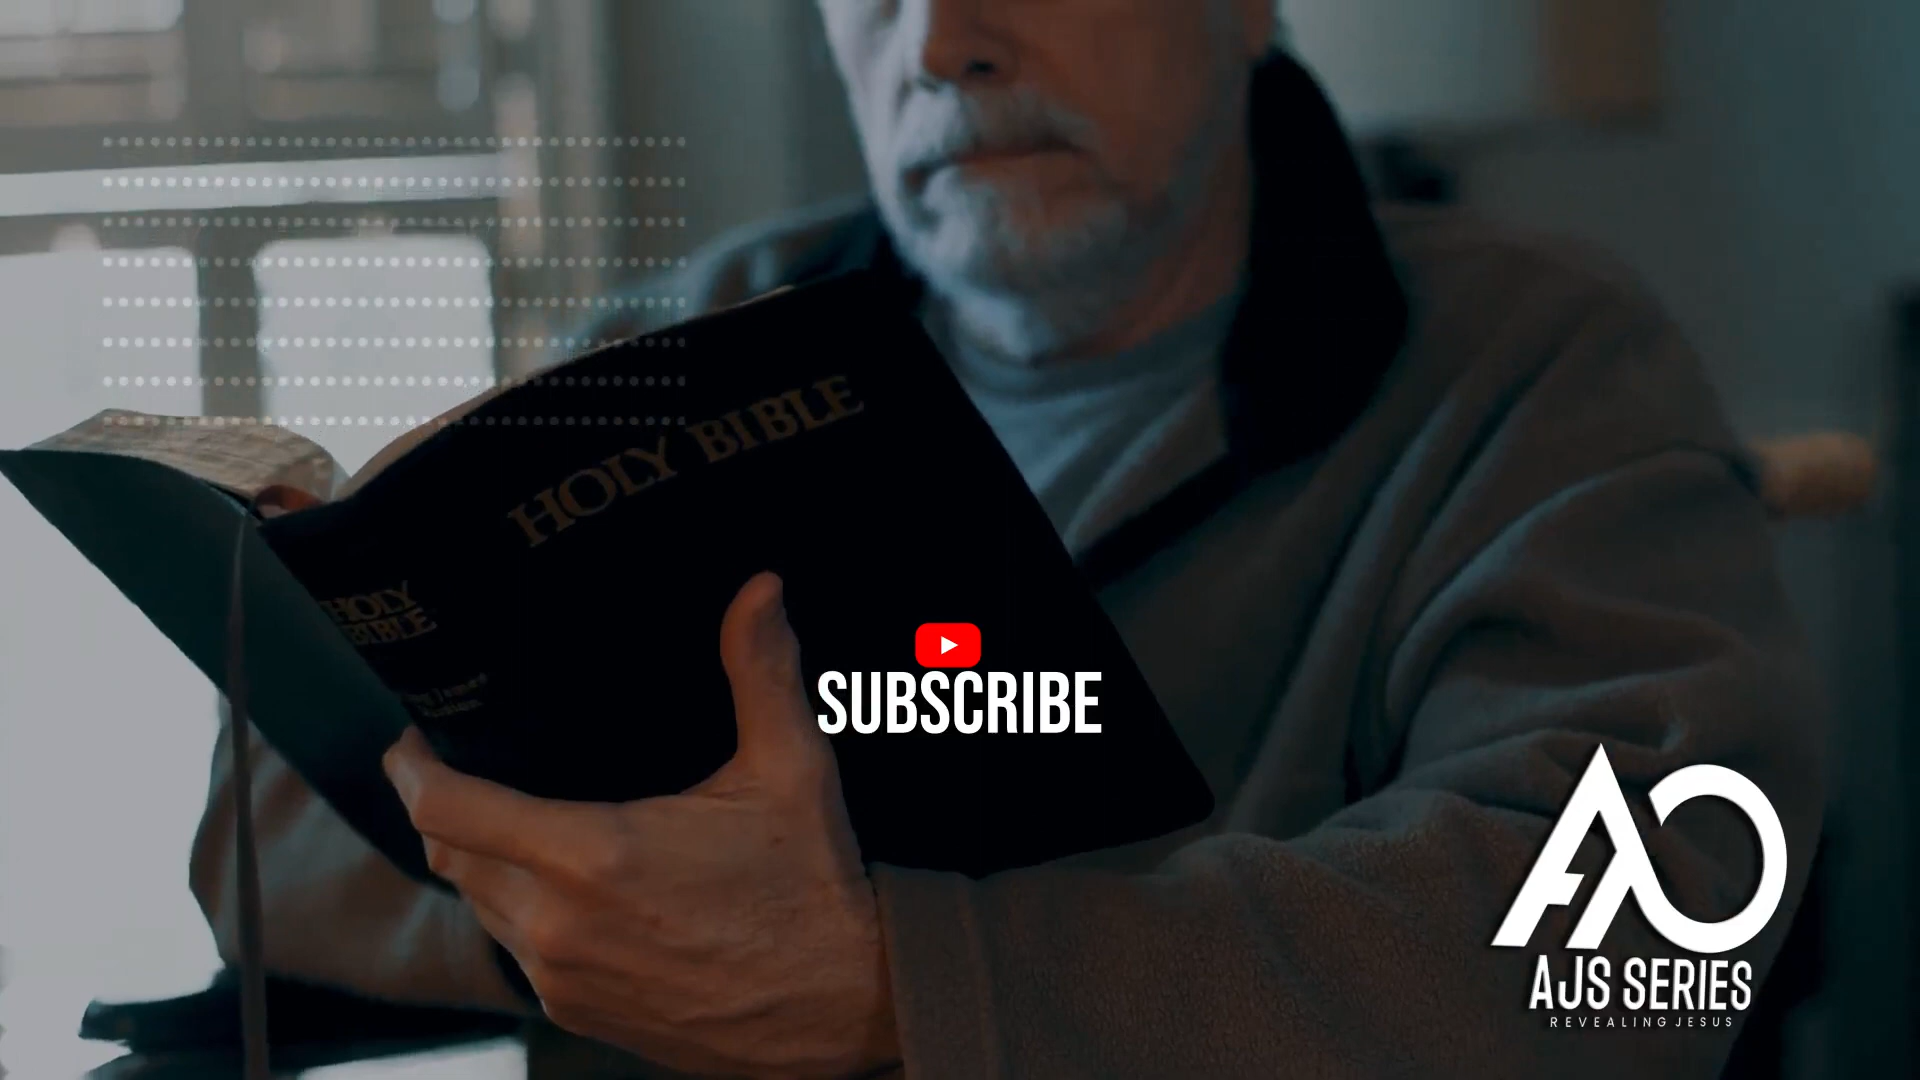 HOLY BIBLE
HOLY
BIBLE
SUBSCRIBE
AJS SERIES
REVEALING JESUS